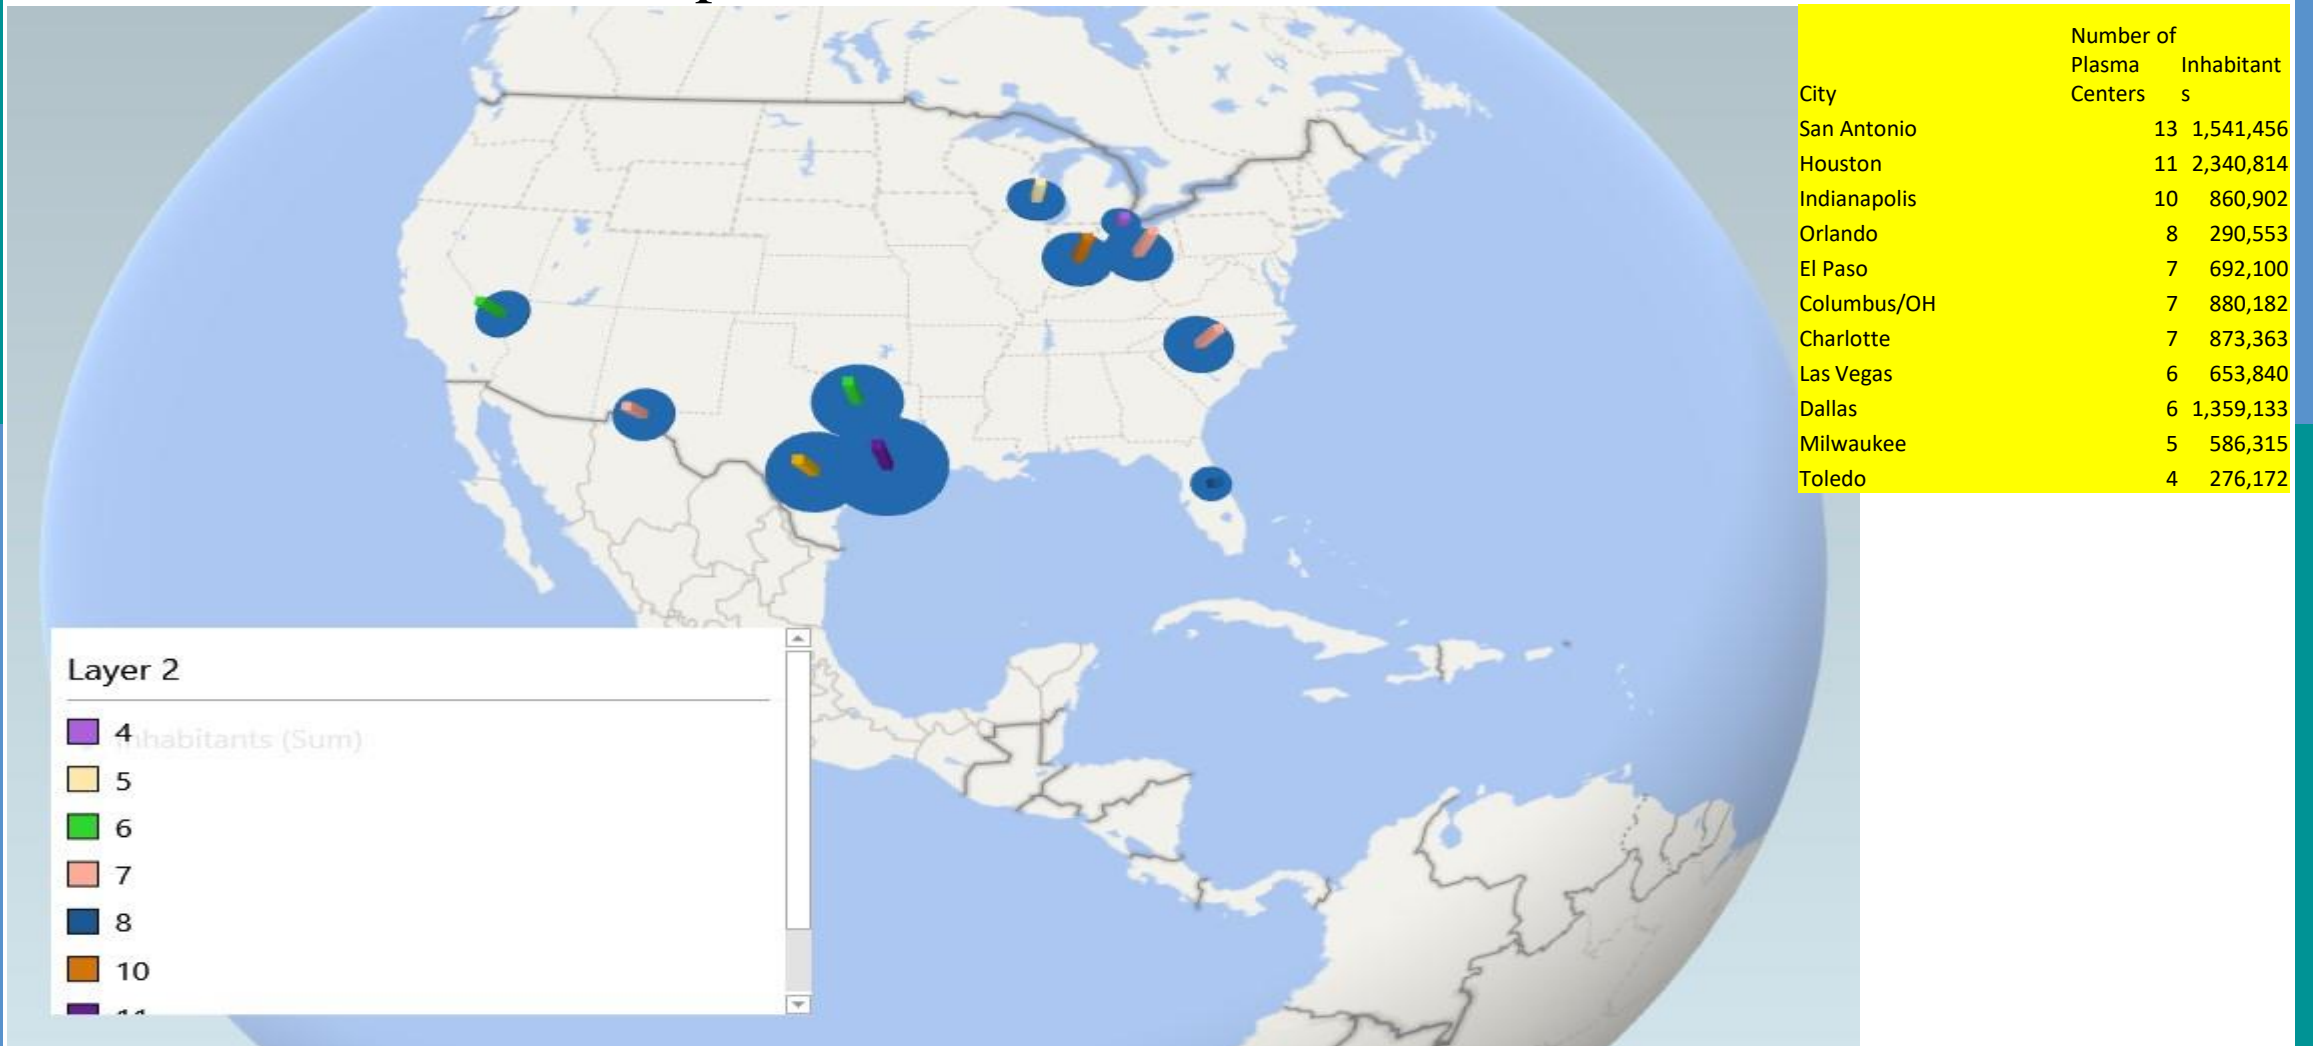 Number of
Plasma Inhabitant
City Centers s
San Antonio 13 1,541,456
Houston 11 2,340,814
Indianapolis 10 860,902
Orlando 8 290,553
El Paso 7 692,100
Columbus/OH 7 880,182
Charlotte 7 873,363
Las Vegas 6 653,840
Dallas 6 1,359,133
Milwaukee 5 586,315
Toledo 4 276,172
Layer 2
4
Inhabitants (Sum)
5
6
7
8
10
11